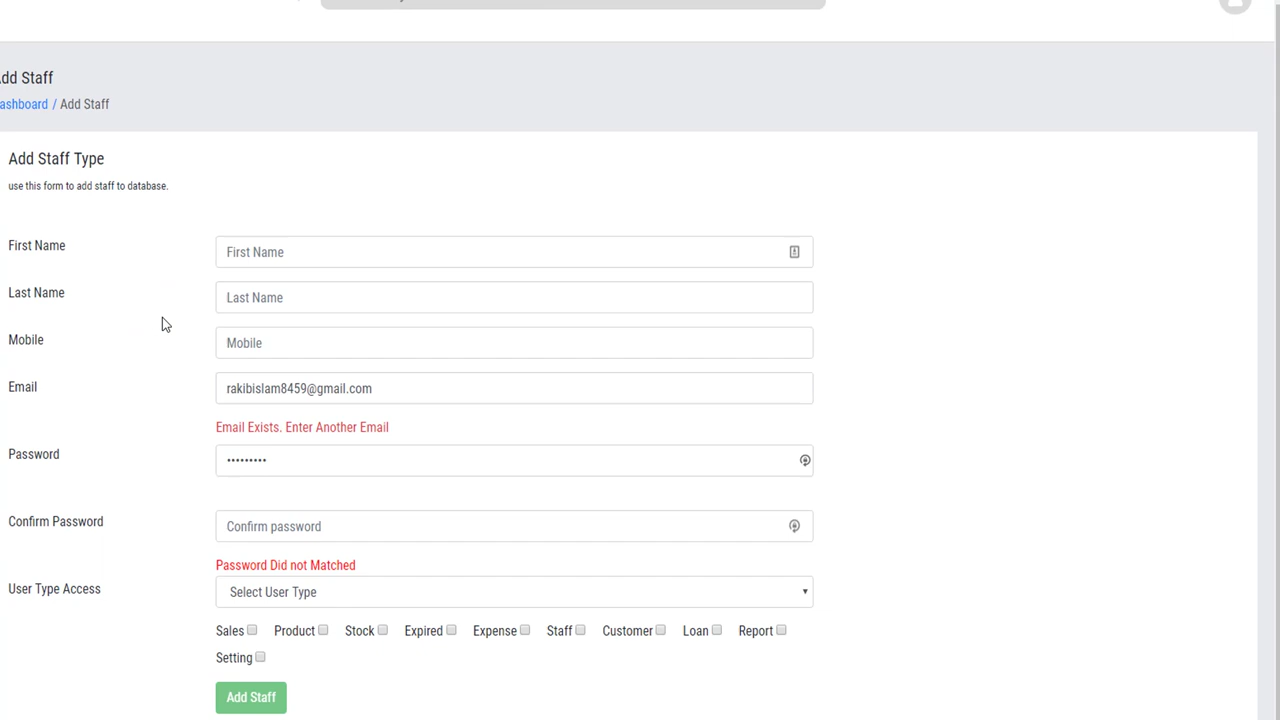 dd Staff
ashboard / Add Staff
Add Staff Type
use this form to add staff to database.
First Name
First Name
Last Name
Last Name
Mobile
Mobile
Email
rakibislam8459@gmail.com
Email Exists. Enter Another Email
Password
•••••••••
Confirm Password
Confirm password
Password Did not Matched
User Type Access
Select User Type
Sales Product Stock Expired Expense Staff Customer Loan Report
Setting
Add Staff